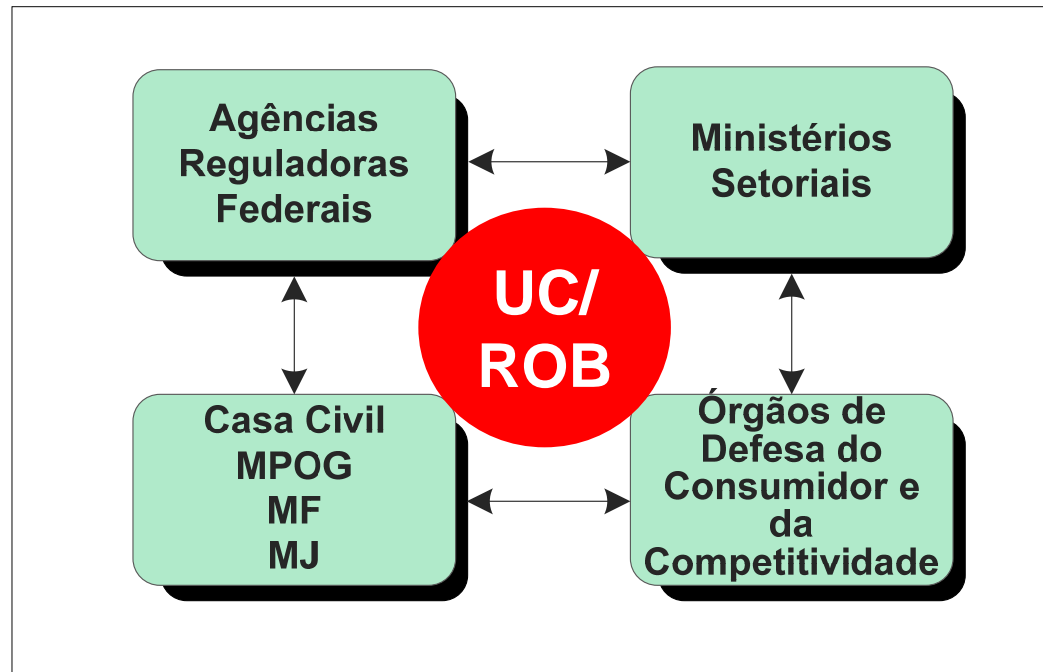 Agências
Reguladoras
Federais
Ministérios
Setoriais
UC/
ROB
Casa Civil
MPOG
MF
MJ
Órgãos de
Defesa do
Consumidor e
da
Competitividade